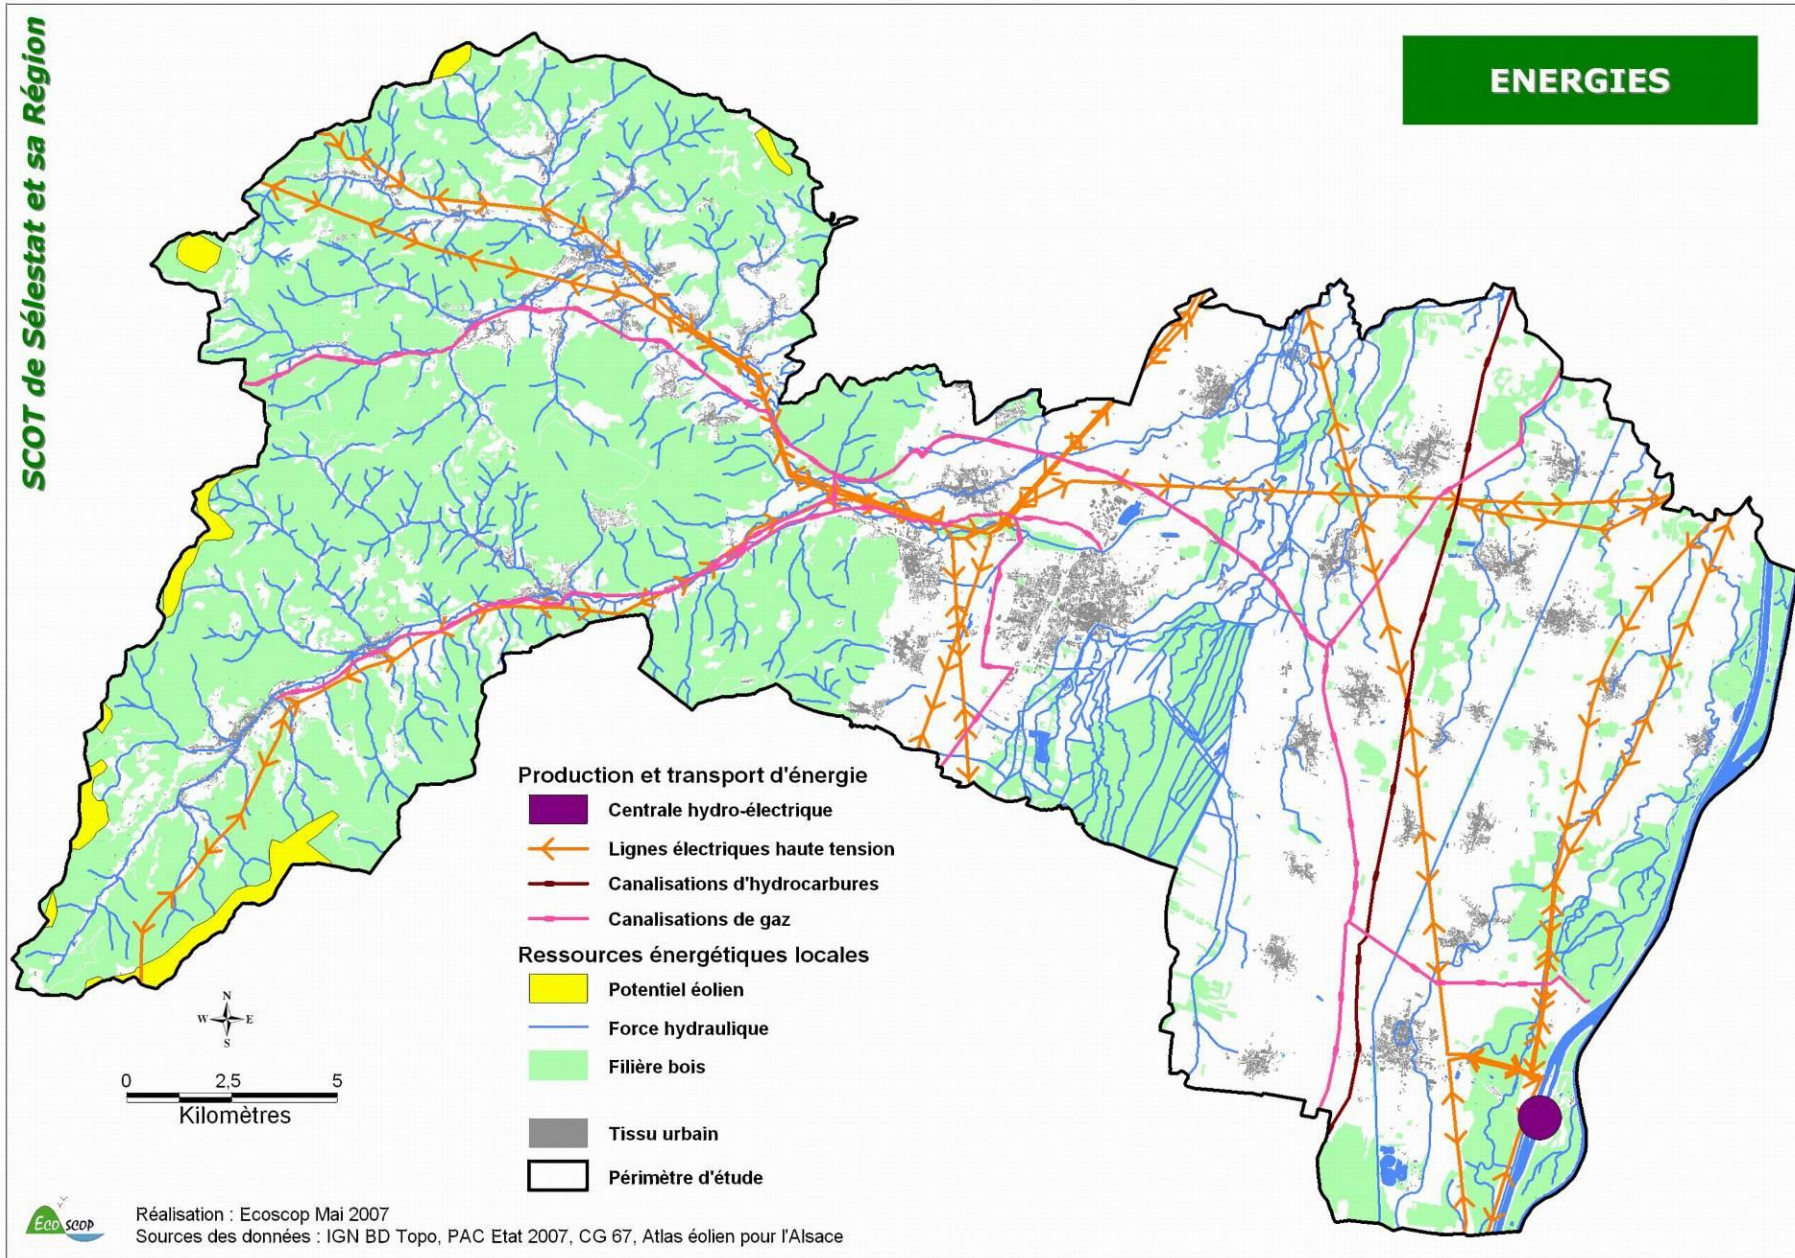 SCOT de Sélestat et sa Région
ENERGIES
Production et transport d'énergie
Centrale hydro-électrique
Lignes électriques haute tension
Canalisations d'hydrocarbures
Canalisations de gaz
Ressources énergétiques locales
Potentiel éolien
Force hydraulique
Filière bois
Tissu urbain
Périmètre d'étude
N
W E
S
0 2,5 5
Kilomètres
ECO SCOP
Réalisation : Ecoscop Mai 2007
Sources des données : IGN BD Topo, PAC Etat 2007, CG 67, Atlas éolien pour l'Alsace